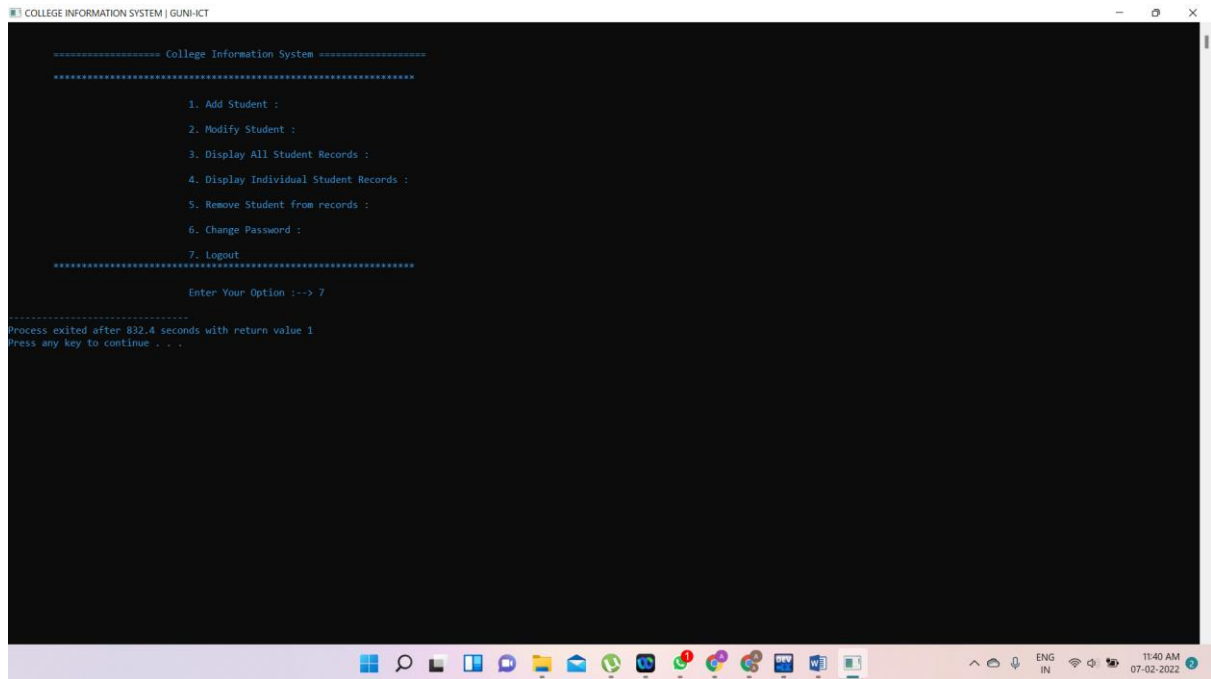 COLLEGE INFORMATION SYSTEM | GUNI-ICT
=================== College Information System ===================
****************************************************************
1. Add Student :
2. Modify Student :
3. Display All Student Records :
4. Display Individual Student Records :
5. Remove Student from records :
6. Change Password :
7. Logout
****************************************************************
Enter Your Option :--> 7
--------------------------------
Process exited after 832.4 seconds with return value 1
Press any key to continue . . .
1
DEV
W
ENG
IN
11:40 AM
07-02-2022
2